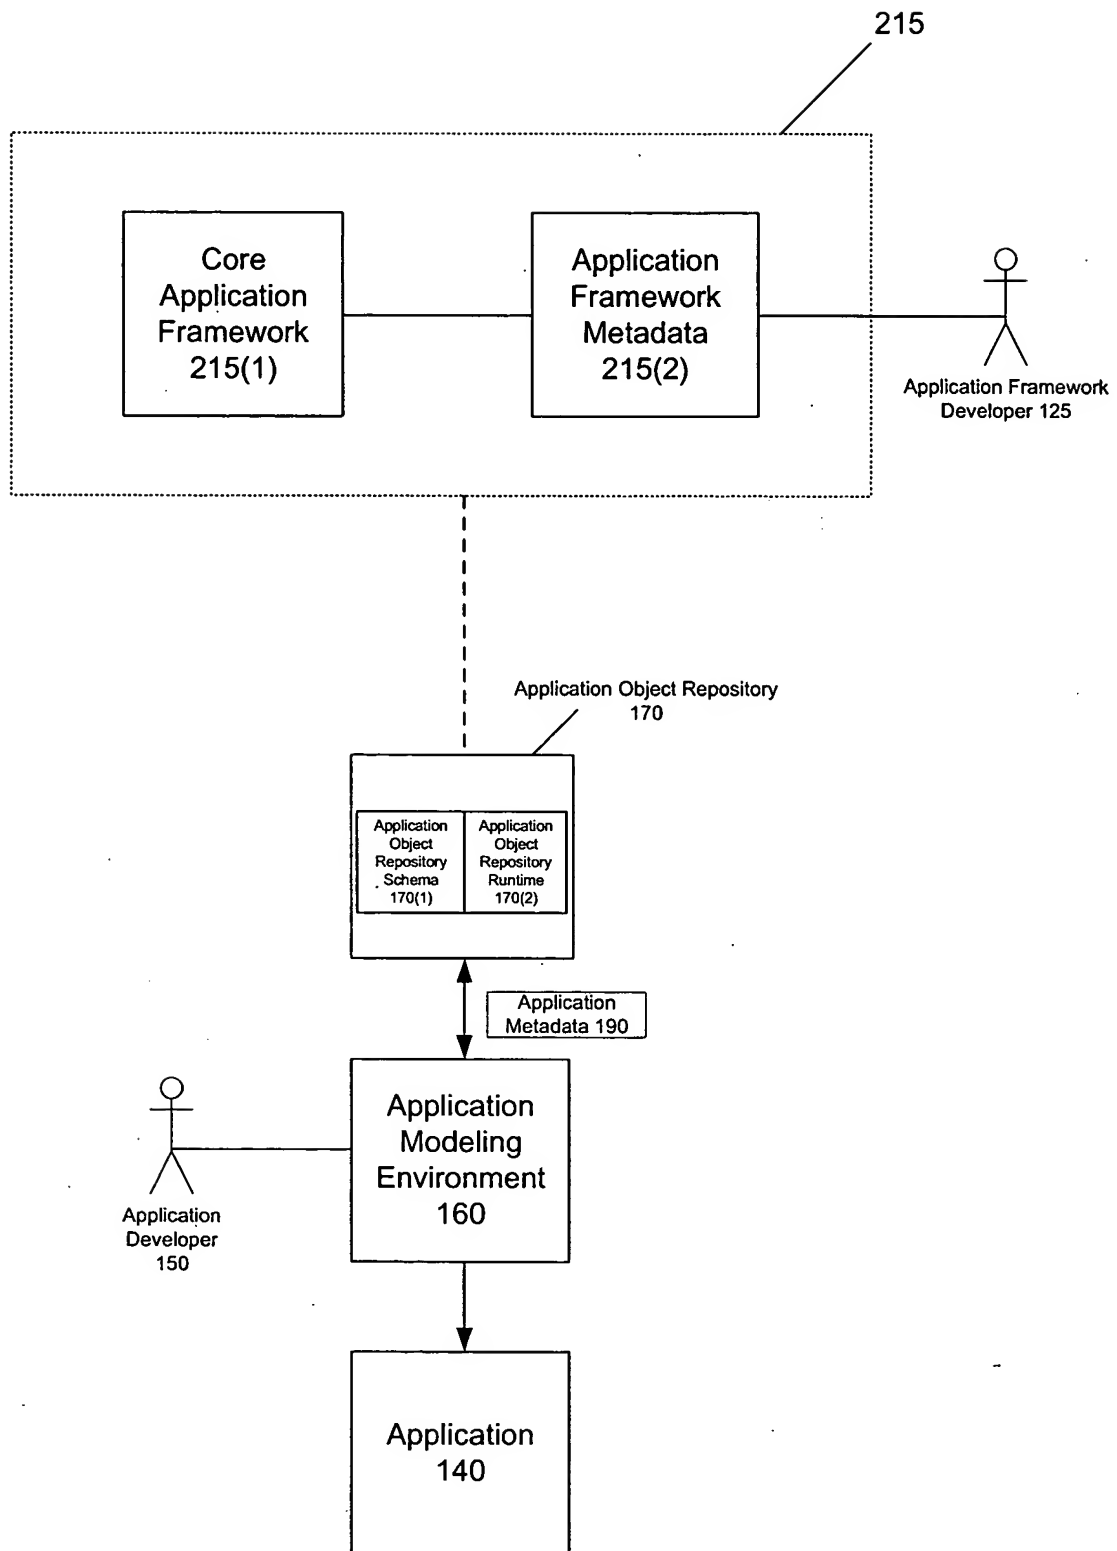 215
Core
Application
Framework
215(1)
Application
Framework
Metadata
215(2)
Application Framework
Developer 125
Application Object Repository
170
Application
Object
Repository
Schema
170(1)
Application
Object
Repository
Runtime
170(2)
Application
Metadata 190
Application
Modeling
Environment
160
Application
Developer
150
Application
140